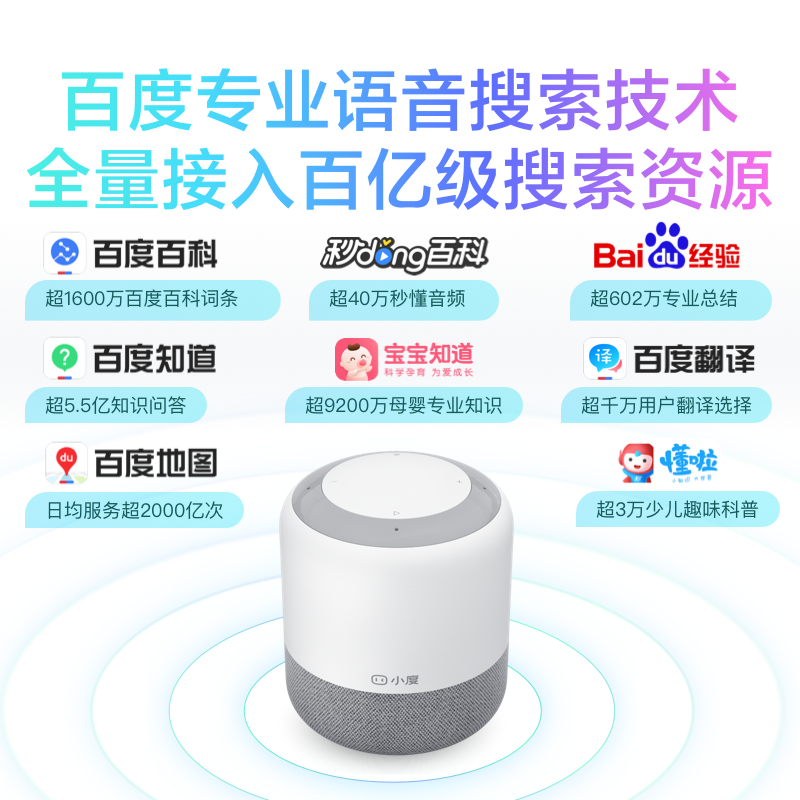 百度专业语音搜索技术
全量接入百亿级搜索资源
百度百科
秒dong百科
Bai du 经验
超1600万百度百科词条
超40万秒懂音频
超602万专业总结
百度知道
宝宝知道
科学孕育 为爱成长
译
百度翻译
超5.5亿知识问答
超9200万母婴专业知识
超千万用户翻译选择
du
百度地图
懂啦
日均服务超2000亿次
超3万少儿趣味科普
小度